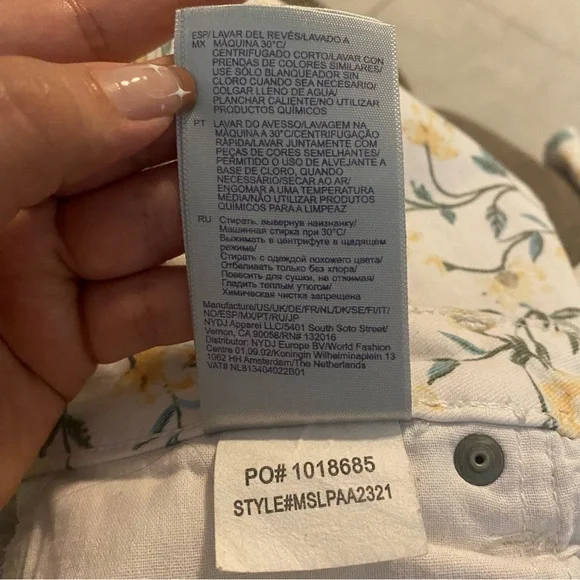 ESP/ LAVAR DEL REVÉS/LAVADO A
MX MÁQUINA 30°C/
CENTRIFUGADO CORTO/LAVAR CON
PRENDAS DE COLORES SIMILARES/
USE SÓLO BLANQUEADOR SIN
CLORO CUANDO SEA NECESARIO/
COLGAR LLENO DE AGUA/
PLANCHAR CALIENTE/NO UTILIZAR
PRODUCTOS QUÍMICOS
PT LAVAR DO AVESSO/LAVAGEM NA
MÁQUINA A 30°C/CENTRIFUGAÇÃO
RÁPIDA/LAVAR JUNTAMENTE COM
PEÇAS DE CORES SEMELHANTES/
PERMITIDO O USO DE ALVEJANTE A
BASE DE CLORO, QUANDO
NECESSÁRIO/SECAR AO AR/
ENGOMAR A UMA TEMPERATURA
MÉDIA/NÃO UTILIZAR PRODUTOS
QUÍMICOS PARA A LIMPEAZ
RU Стирать, вывернув наизнанку/
Машинная стирка при 30°C/
Выжимать в центрифуге в щадящем
режиме/
Стирать с одеждой похожего цвета/
Отбеливать только без хлора/
Повесить для сушки, не отжимая/
Гладить теплым утюгом/
Химическая чистка запрещена
Manufacture/US/UK/DE/FR/NL/DK/SE/FI/IT/
NO/ESP/MX/PT/RU/JP
NYDJ Apparel LLC/5401 South Soto Street/
Vernon, CA 90058/RN# 132016
Distributor: NYDJ Europe BV/World Fashion
Centre 01.09.02/Koningin Wilhelminaplein 13
1062 HH Amsterdam/The Netherlands
VAT# NL813404022B01
PO# 1018685
STYLE#MSLPAA2321